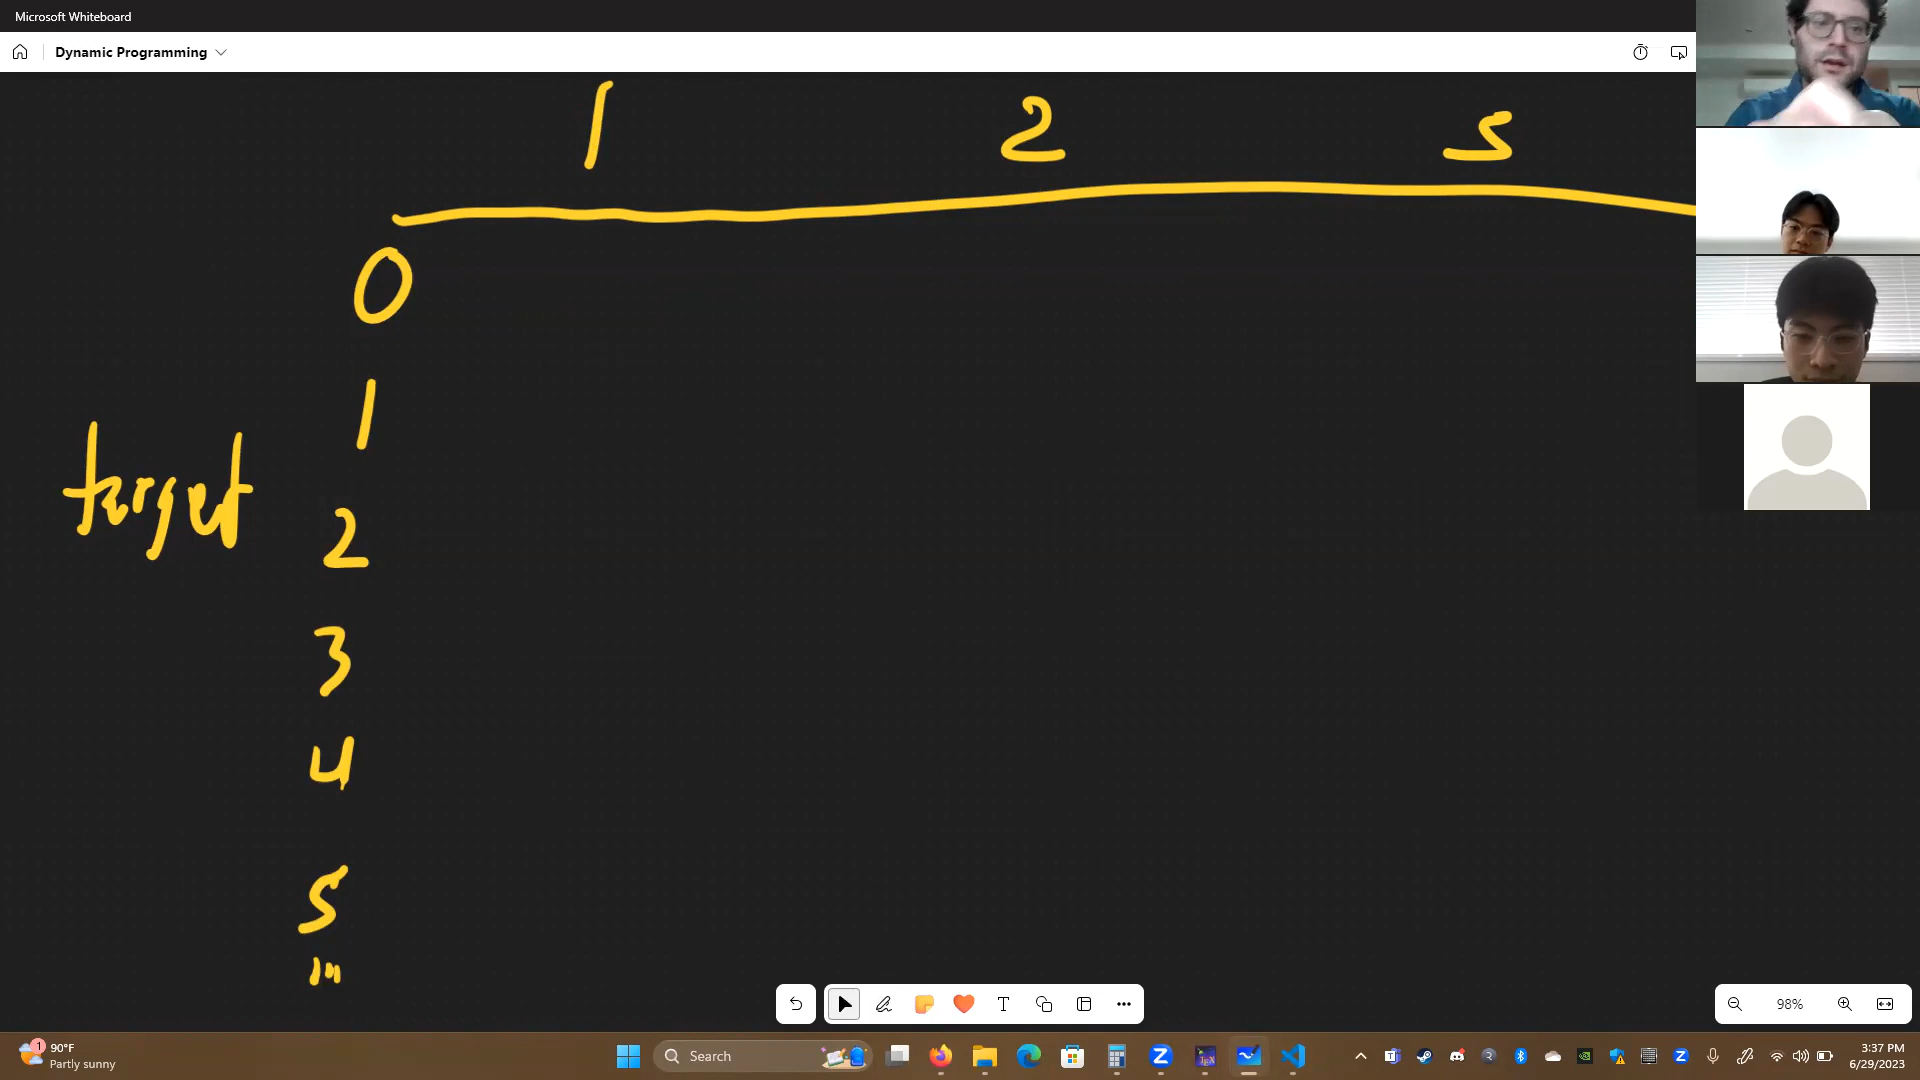 Microsoft Whiteboard
Dynamic Programming
1 2 5
0
1
target
2
3
4
5
98%
1
90°F
Partly sunny
Search
3:37 PM
6/29/2023